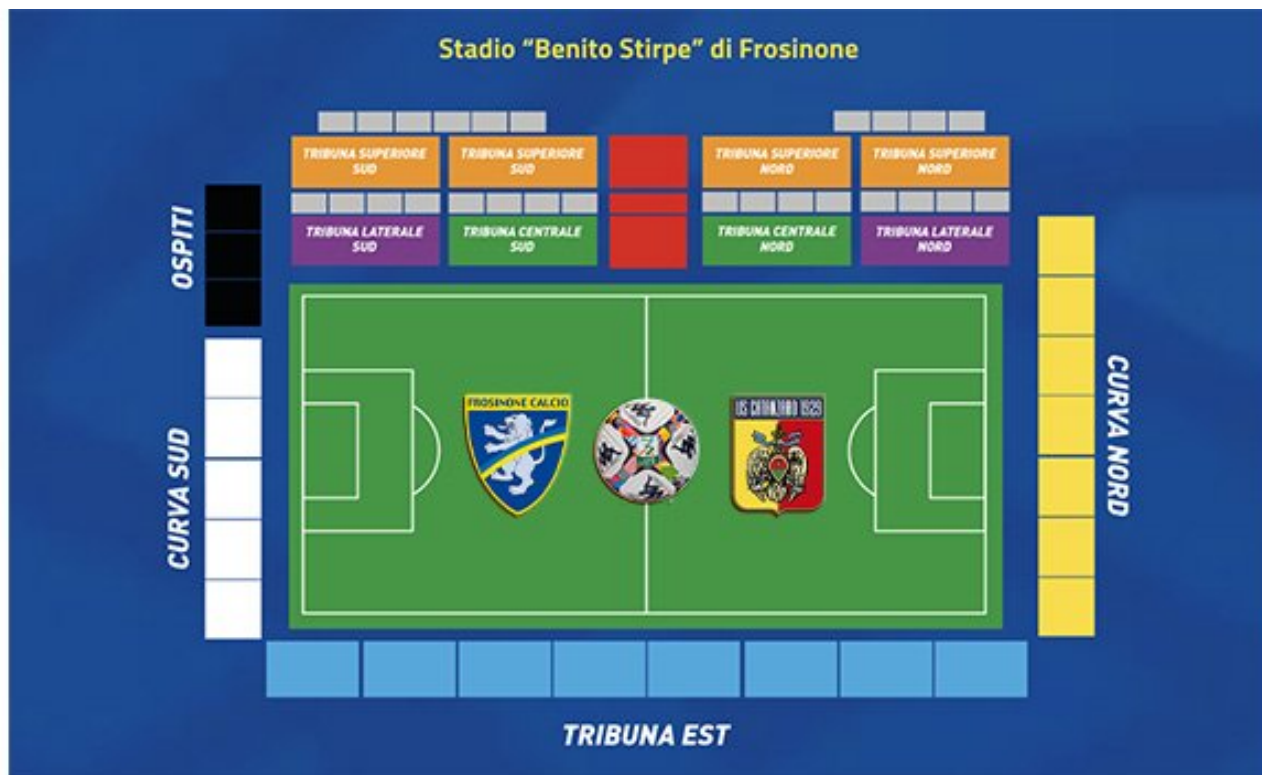 Stadio “Benito Stirpe” di Frosinone
TRIBUNA SUPERIORE
SUD
TRIBUNA SUPERIORE
SUD
TRIBUNA SUPERIORE
NORD
TRIBUNA SUPERIORE
NORD
TRIBUNA LATERALE
SUD
TRIBUNA CENTRALE
SUD
TRIBUNA CENTRALE
NORD
TRIBUNA LATERALE
NORD
OSPITI
CURVA SUD
FROSINONE CALCIO
US CATANZARO 1929
CURVA NORD
TRIBUNA EST